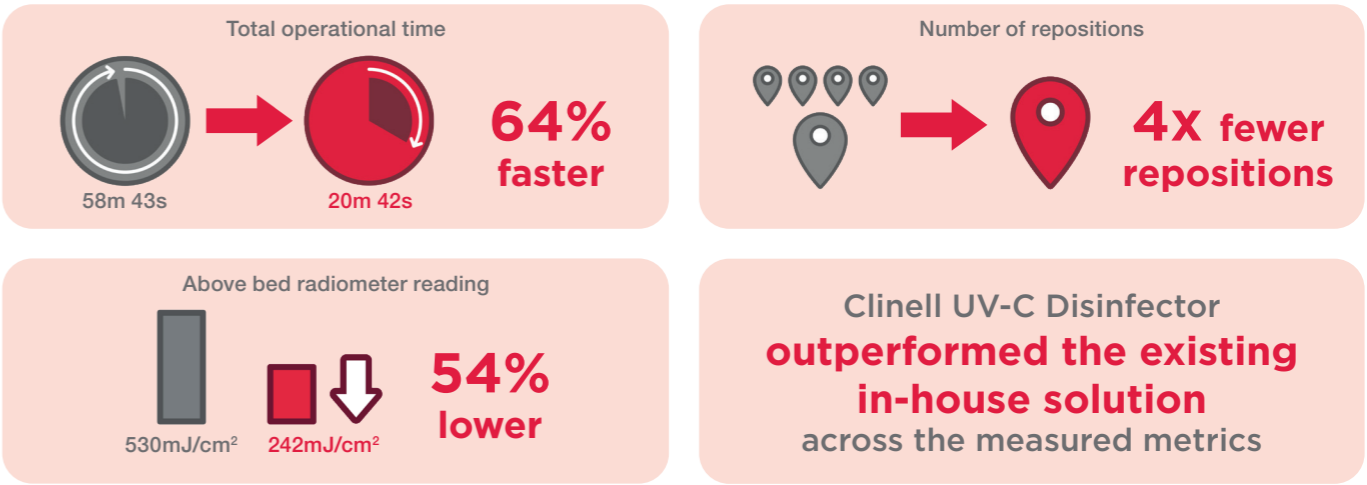 Total operational time
58m 43s
20m 42s
64%
faster
Number of repositions
4x fewer
repositions
Above bed radiometer reading
530mJ/cm²
242mJ/cm²
54%
lower
Clinell UV-C Disinfector
outperformed the existing
in-house solution
across the measured metrics